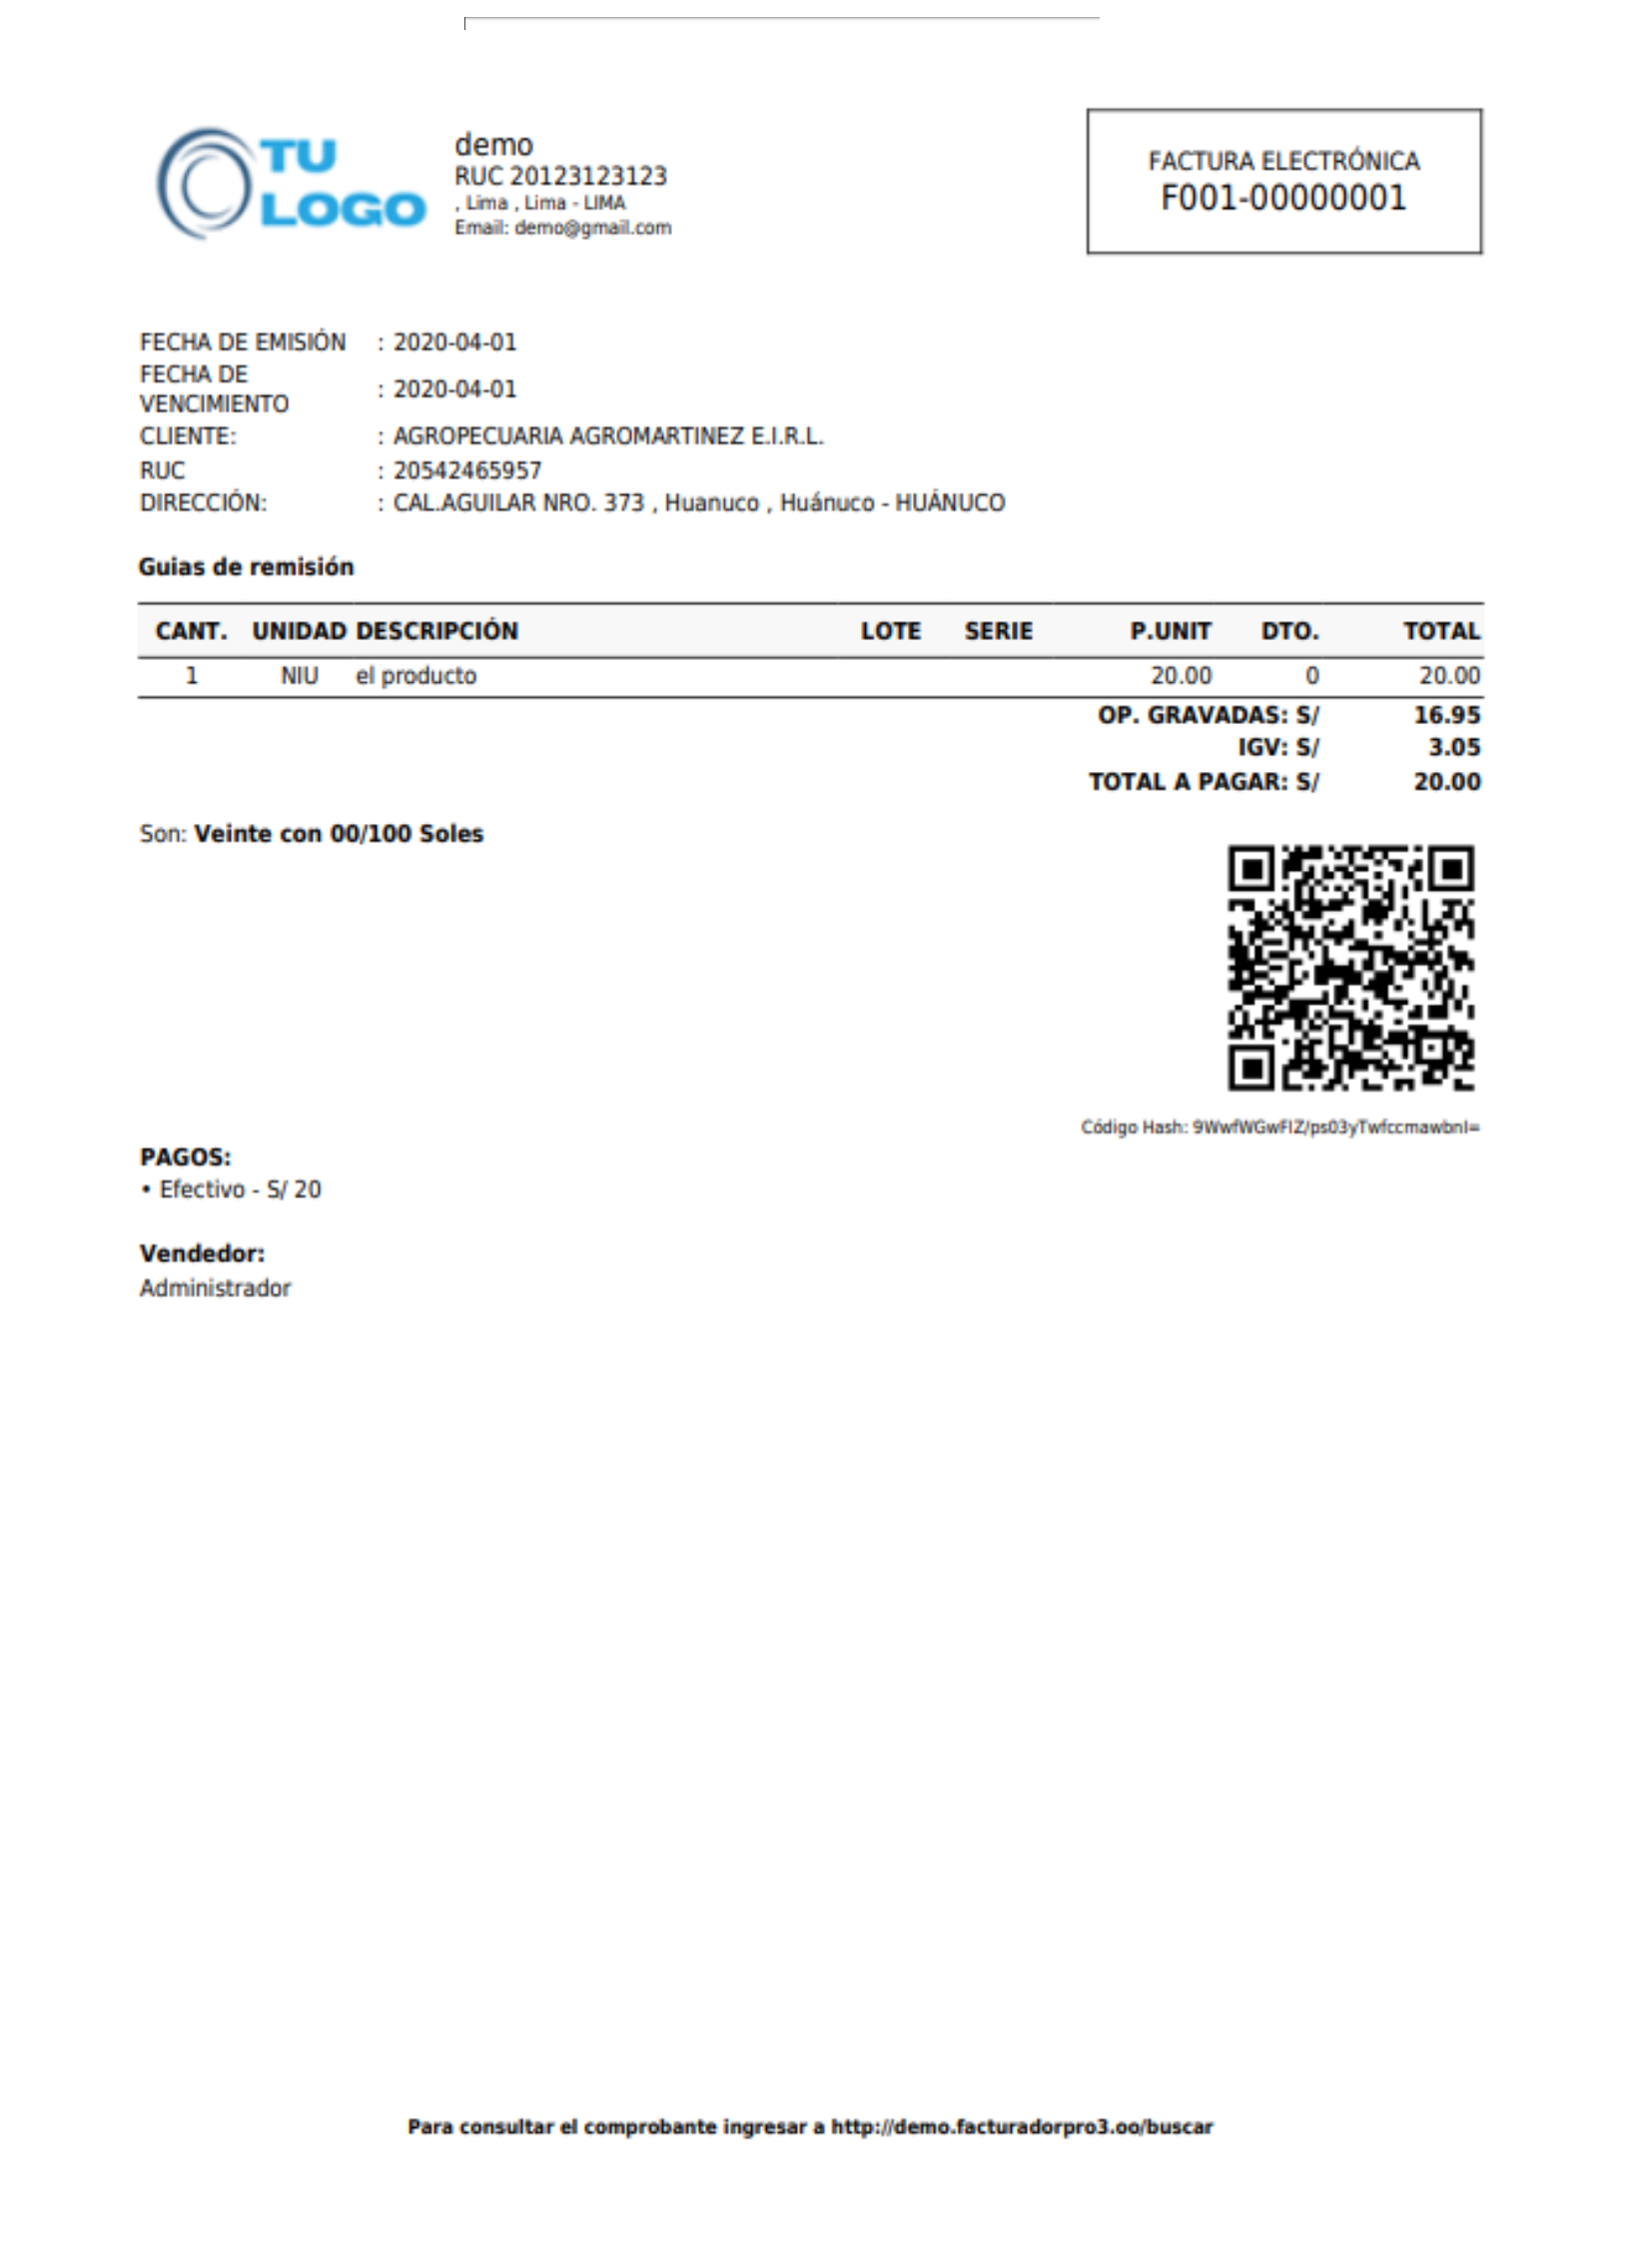 TU
LOGO
demo
RUC 20123123123
, Lima , Lima - LIMA
Email: demo@gmail.com
FACTURA ELECTRÓNICA
F001-00000001
FECHA DE EMISIÓN : 2020-04-01
FECHA DE
VENCIMIENTO : 2020-04-01
CLIENTE: : AGROPECUARIA AGROMARTINEZ E.I.R.L.
RUC : 20542465957
DIRECCIÓN: : CAL.AGUILAR NRO. 373 , Huanuco , Huánuco - HUÁNUCO
Guias de remisión
CANT. UNIDAD DESCRIPCIÓN LOTE SERIE P.UNIT DTO. TOTAL
1 NIU el producto 20.00 0 20.00
OP. GRAVADAS: S/ 16.95
IGV: S/ 3.05
TOTAL A PAGAR: S/ 20.00
Son: Veinte con 00/100 Soles
Código Hash: 9WwfWGwFIZ/ps03yTwfccmawbnI=
PAGOS:
• Efectivo - S/ 20
Vendedor:
Administrador
Para consultar el comprobante ingresar a http://demo.facturadorpro3.oo/buscar